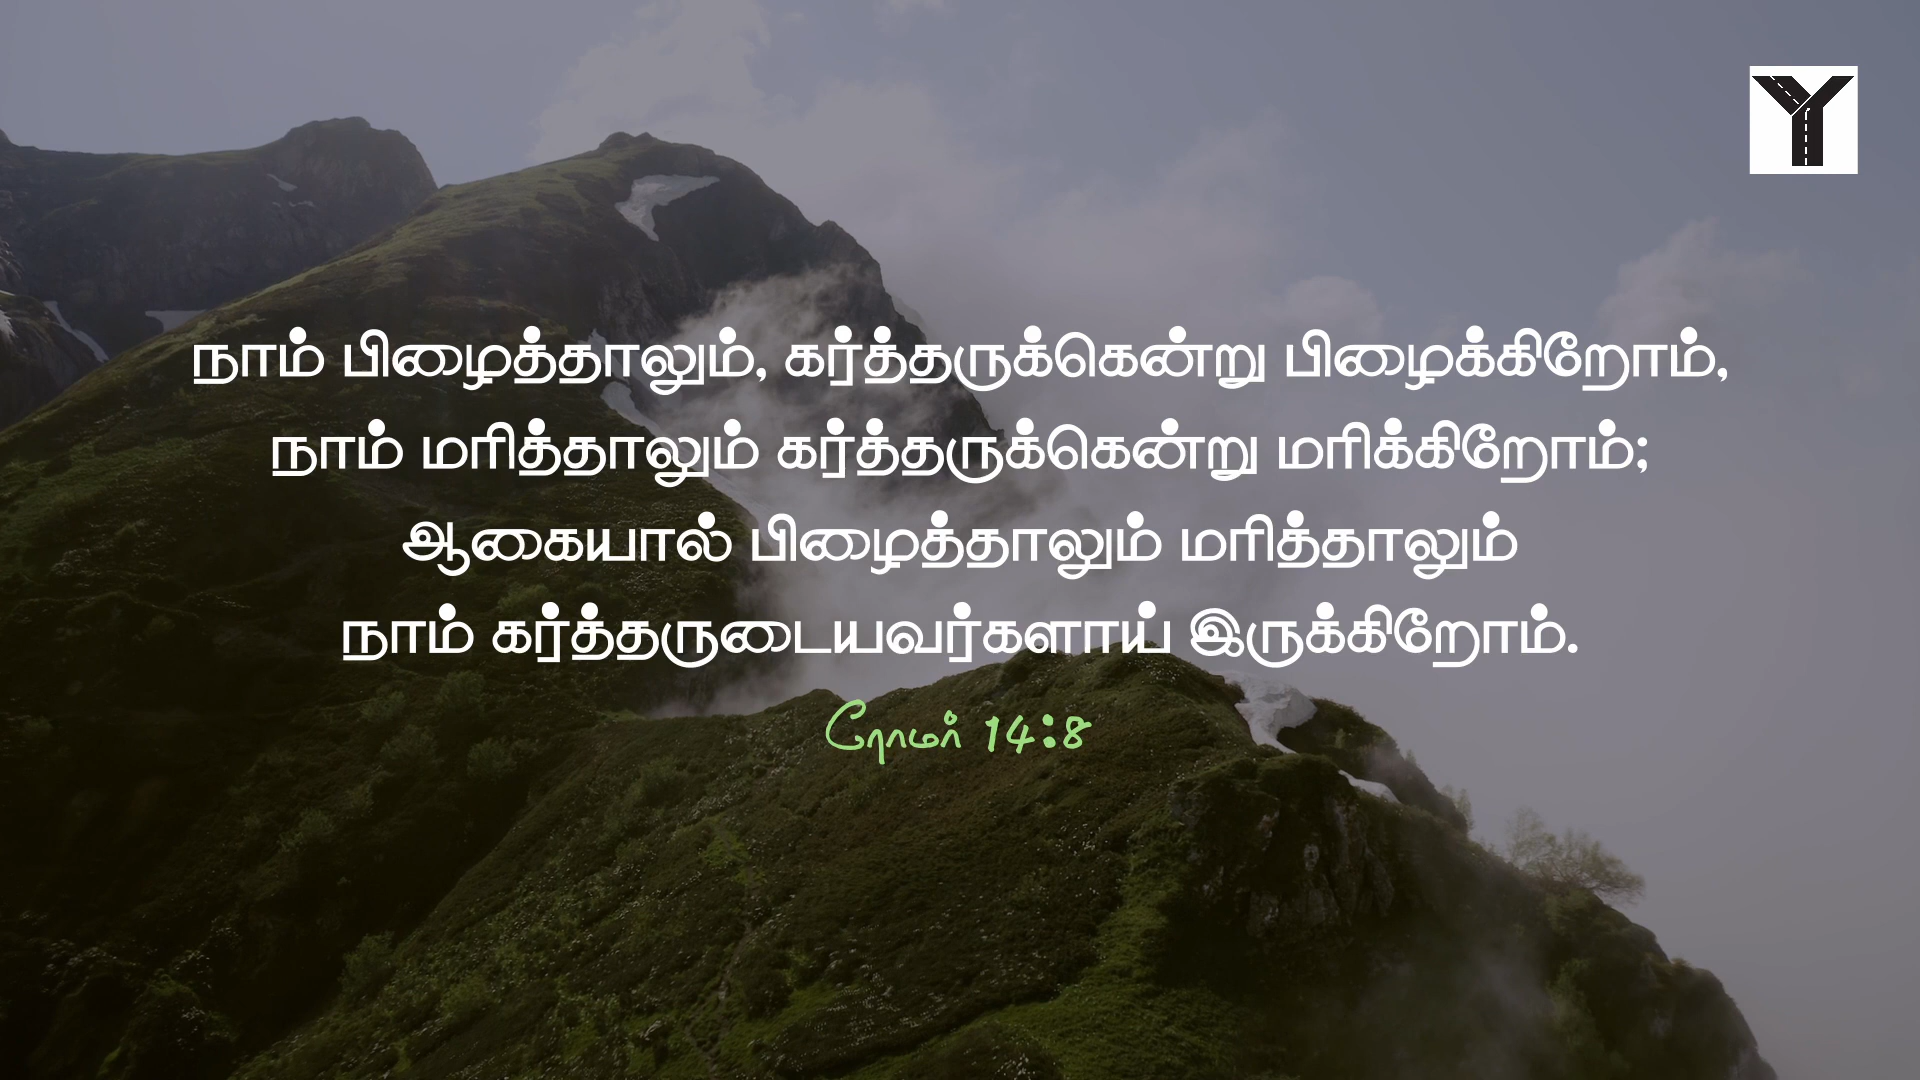 நாம் பிழைத்தாலும், கர்த்தருக்கென்று பிழைக்கிறோம்,
நாம் மரித்தாலும் கர்த்தருக்கென்று மரிக்கிறோம்;
ஆகையால் பிழைத்தாலும் மரித்தாலும்
நாம் கர்த்தருடையவர்களாய் இருக்கிறோம்.
ரோமர் 14:8